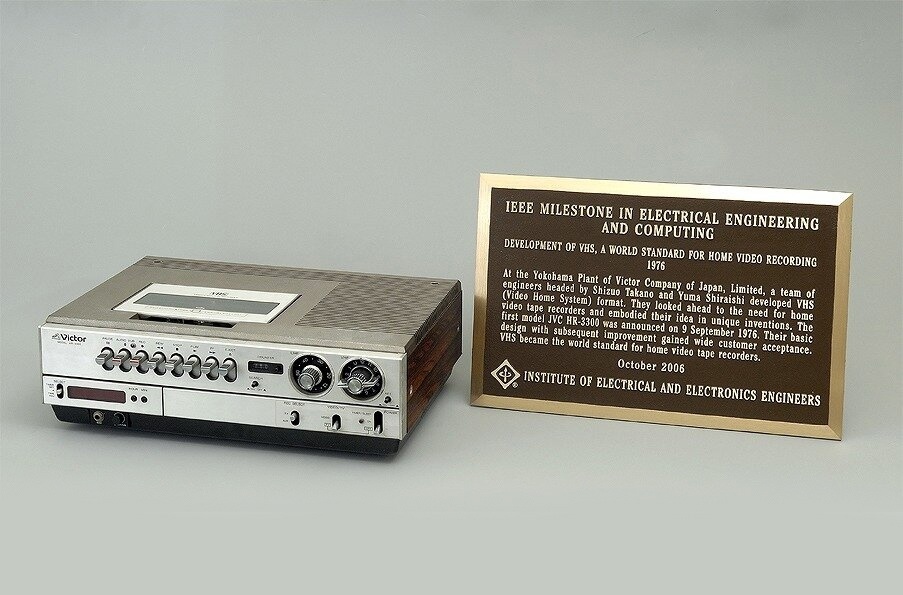 VHS
Victor
COUNTER
REC SELECT
IEEE MILESTONE IN ELECTRICAL ENGINEERING
AND COMPUTING
DEVELOPMENT OF VHS, A WORLD STANDARD FOR HOME VIDEO RECORDING
1976
At the Yokohama Plant of Victor Company of Japan, Limited, a team of
engineers headed by Shizuo Takano and Yuma Shiraishi developed VHS
(Video Home System) format. They looked ahead to the need for home
video tape recorders and embodied their idea in unique inventions. The
first model JVC HR-3300 was announced on 9 September 1976. Their basic
design with subsequent improvement gained wide customer acceptance.
VHS became the world standard for home video tape recorders.
October 2006
INSTITUTE OF ELECTRICAL AND ELECTRONICS ENGINEERS